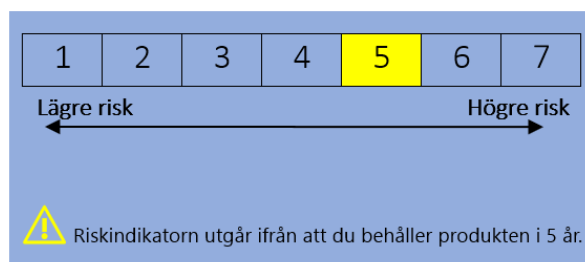 1 2 3 4 5 6 7
Lägre risk Högre risk
Riskindikatorn utgår ifrån att du behåller produkten i 5 år.